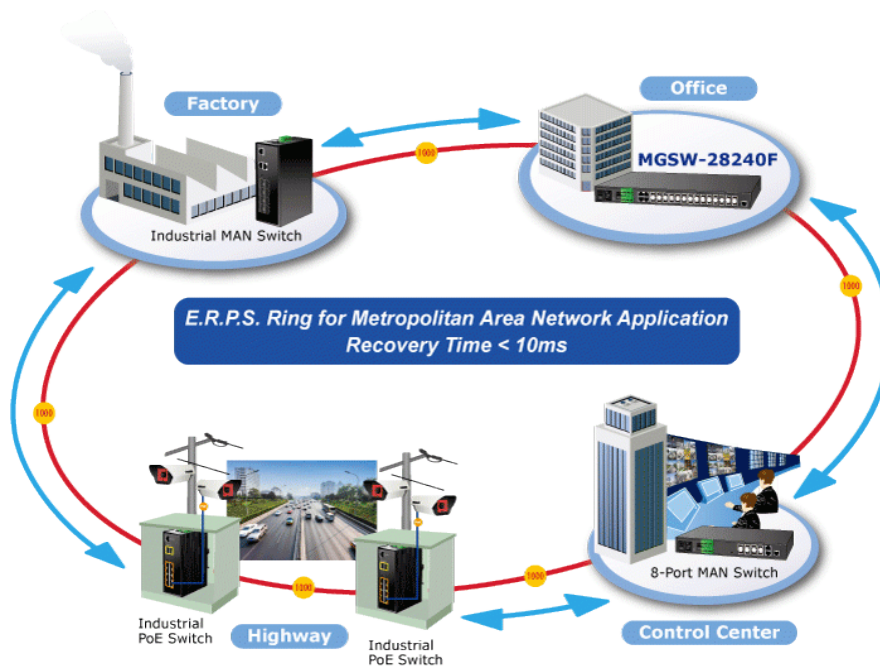 Factory
Office
1000
MGSW-28240F
Industrial MAN Switch
1000
E.R.P.S. Ring for Metropolitan Area Network Application
Recovery Time < 10ms
1000
1000
1000
8-Port MAN Switch
Industrial
PoE Switch
Highway
Industrial
PoE Switch
Control Center